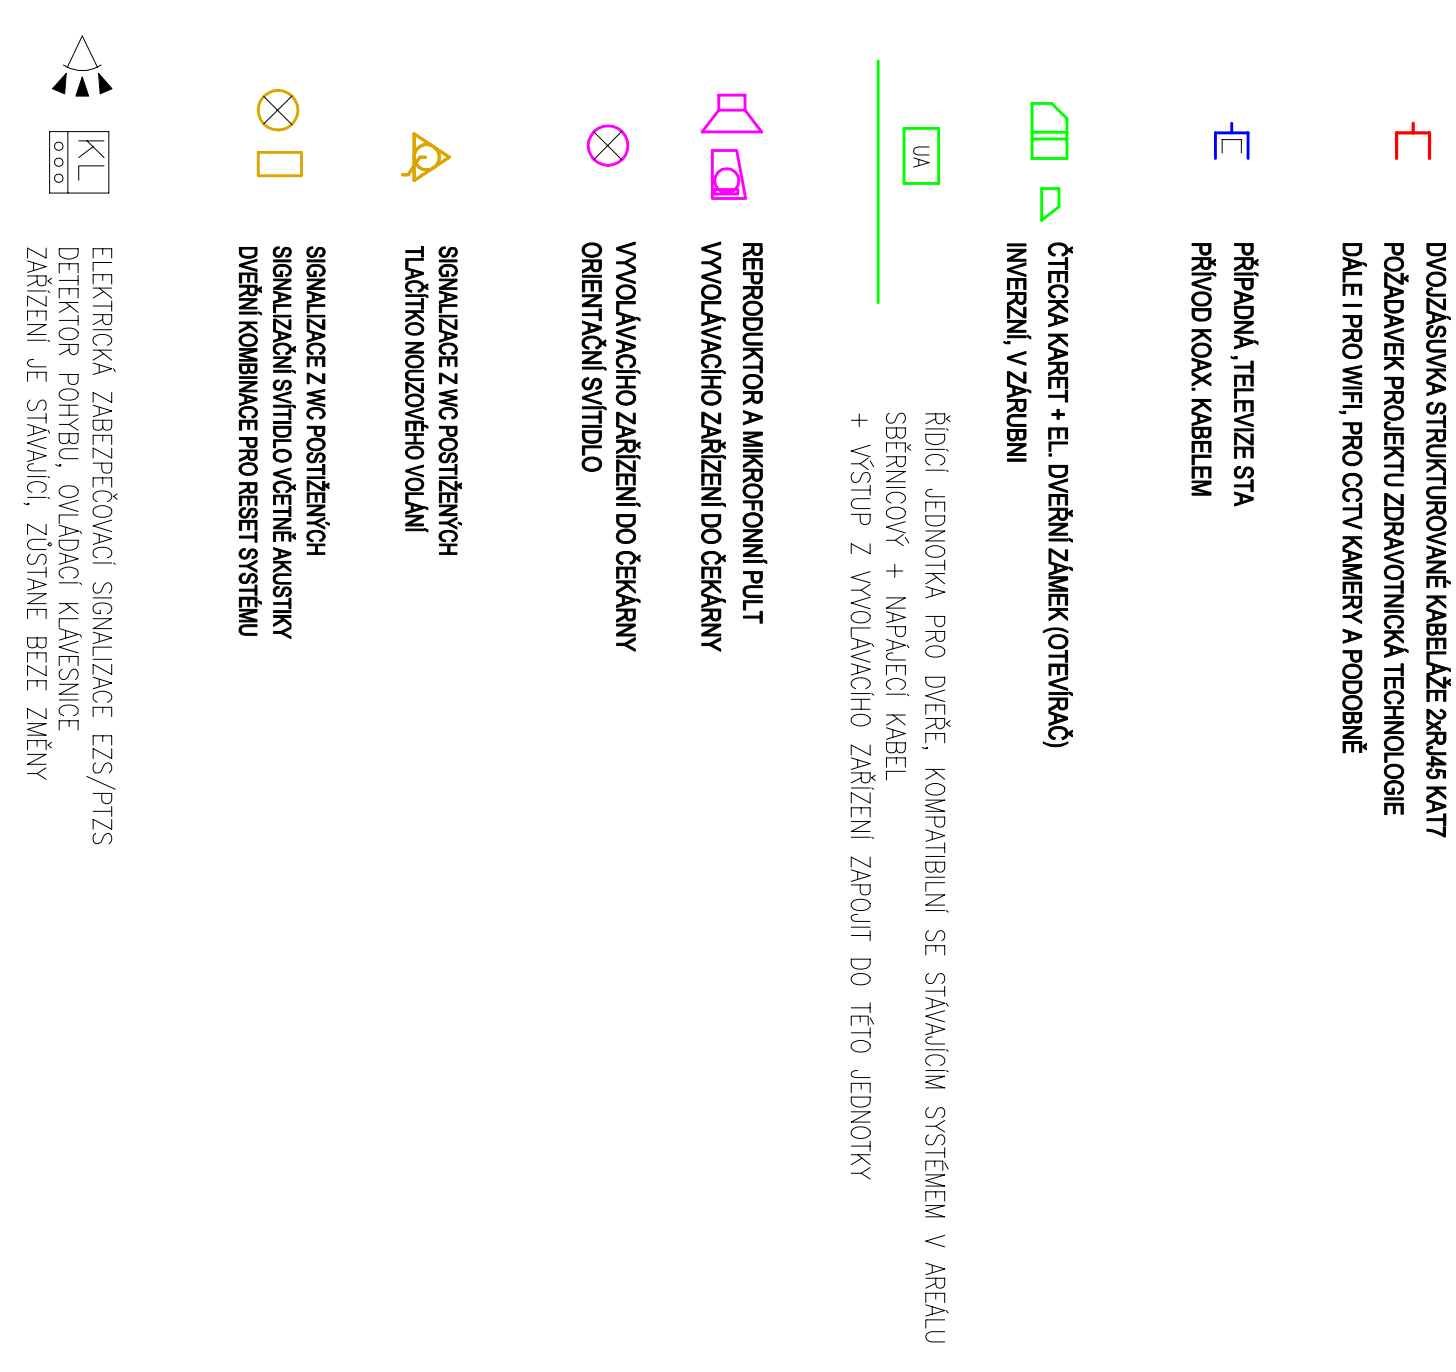 DVOJZÁSUVKA STRUKTUROVANÉ KABELÁŽE 2xRJ45 KAT7
POŽADAVEK PROJEKTU ZDRAVOTNICKÁ TECHNOLOGIE
DÁLE I PRO WIFI, PRO CCTV KAMERY A PODOBNĚ
PŘÍPADNÁ ,TELEVIZE STA
PŘÍVOD KOAX. KABELEM
ČTECKA KARET + EL. DVEŘNÍ ZÁMEK (OTEVÍRAČ)
INVERZNÍ, V ZÁRUBNI
UA
ŘÍDÍCÍ JEDNOTKA PRO DVEŘE, KOMPATIBILNÍ SE STÁVAJÍCÍM SYSTÉMEM V AREÁLU
SBĚRNICOVÝ + NAPÁJECÍ KABEL
+ VÝSTUP Z VYVOLÁVACÍHO ZAŘÍZENÍ ZAPOJIT DO TÉTO JEDNOTKY
REPRODUKTOR A MIKROFONNÍ PULT
VYVOLÁVACÍHO ZAŘÍZENÍ DO ČEKÁRNY
VYVOLÁVACÍHO ZAŘÍZENÍ DO ČEKÁRNY
ORIENTAČNÍ SVÍTIDLO
SIGNALIZACE Z WC POSTIŽENÝCH
TLAČÍTKO NOUZOVÉHO VOLÁNÍ
SIGNALIZACE Z WC POSTIŽENÝCH
SIGNALIZAČNÍ SVÍTIDLO VČETNĚ AKUSTIKY
DVEŘNÍ KOMBINACE PRO RESET SYSTÉMU
KL
ELEKTRICKÁ ZABEZPEČOVACÍ SIGNALIZACE EZS/PTZS
DETEKTOR POHYBU, OVLÁDACÍ KLÁVESNICE
ZAŘÍZENÍ JE STÁVAJÍCÍ, ZŮSTANE BEZE ZMĚNY